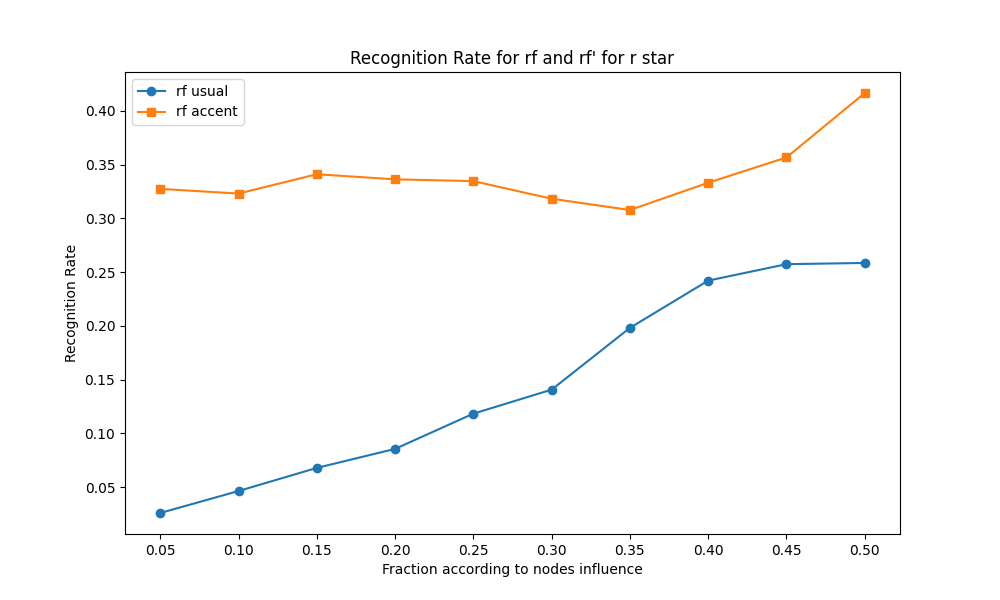 Recognition Rate for rf and rf' for r star
rf usual
rf accent
Recognition Rate
0.40
0.35
0.30
0.25
0.20
0.15
0.10
0.05
0.05 0.10 0.15 0.20 0.25 0.30 0.35 0.40 0.45 0.50
Fraction according to nodes influence